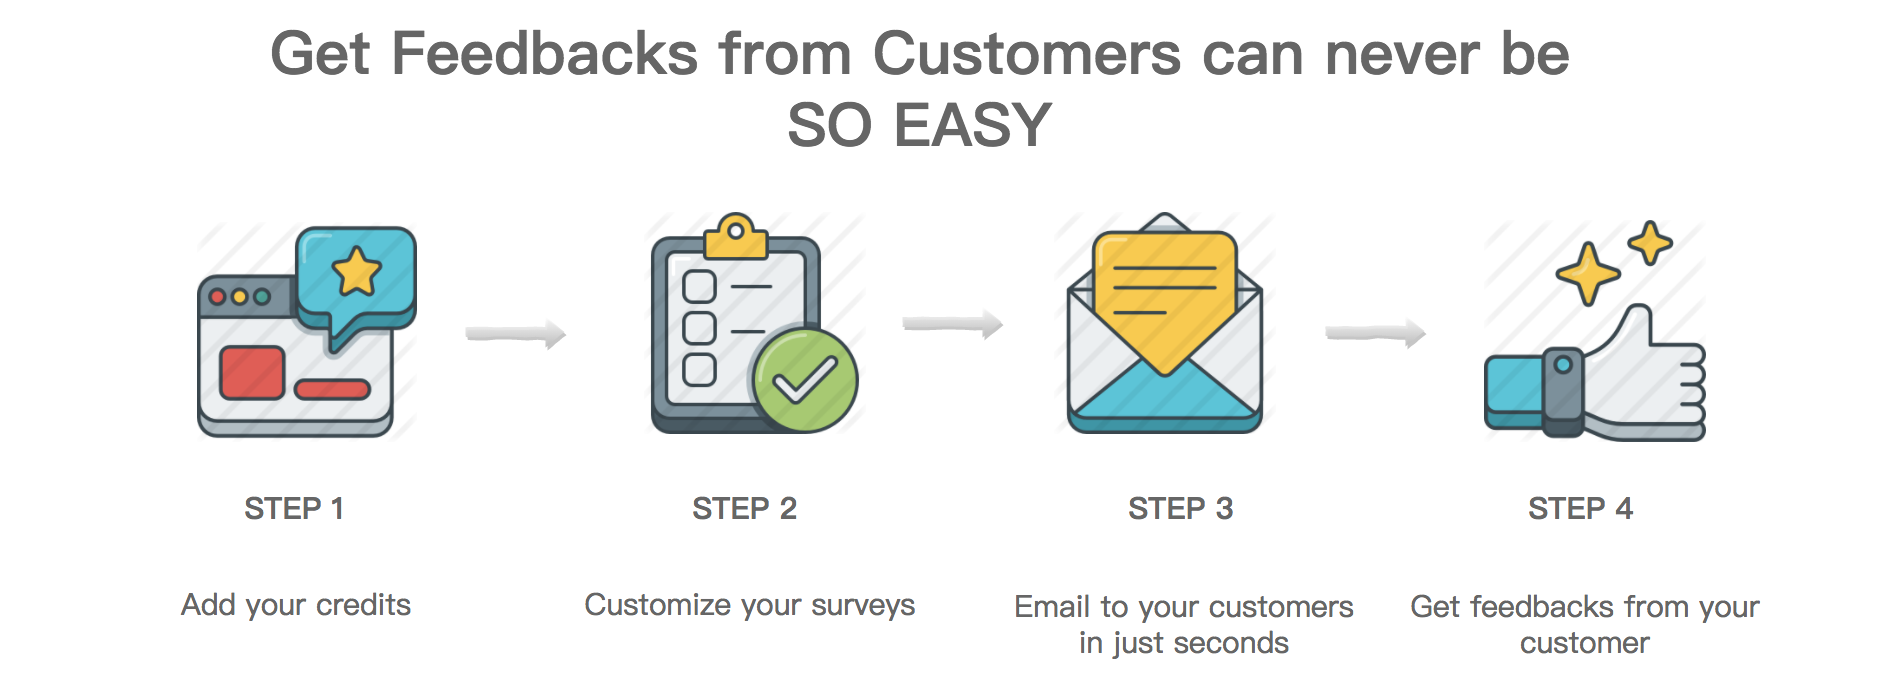 Get Feedbacks from Customers can never be
SO EASY
STEP 1
STEP 2
STEP 3
STEP 4
Add your credits
Customize your surveys
Email to your customers
in just seconds
Get feedbacks from your
customer